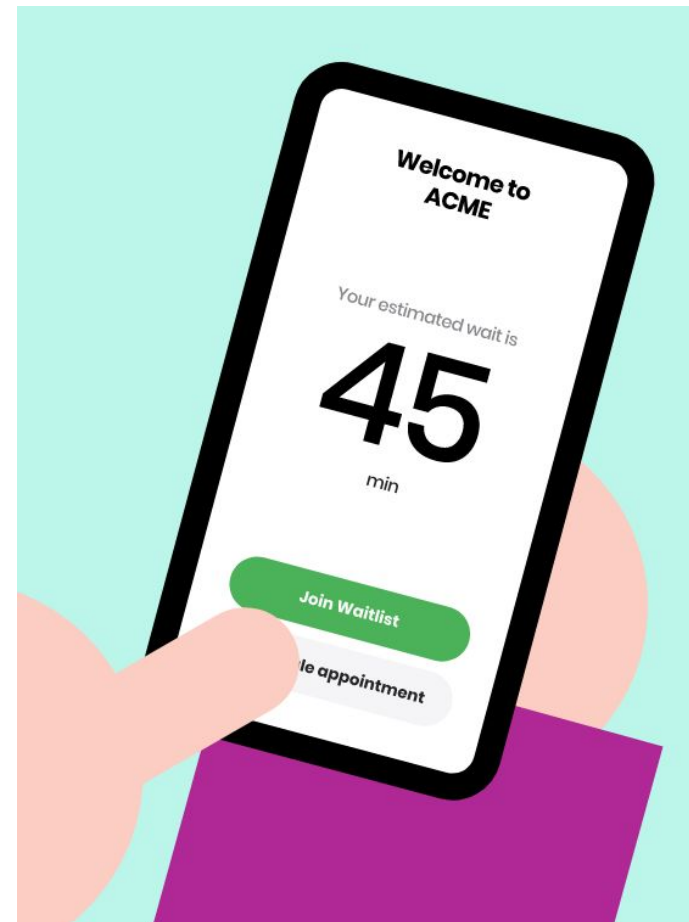 Welcome to
ACME
Your estimated wait is
45
min
Join Waitlist
appointment